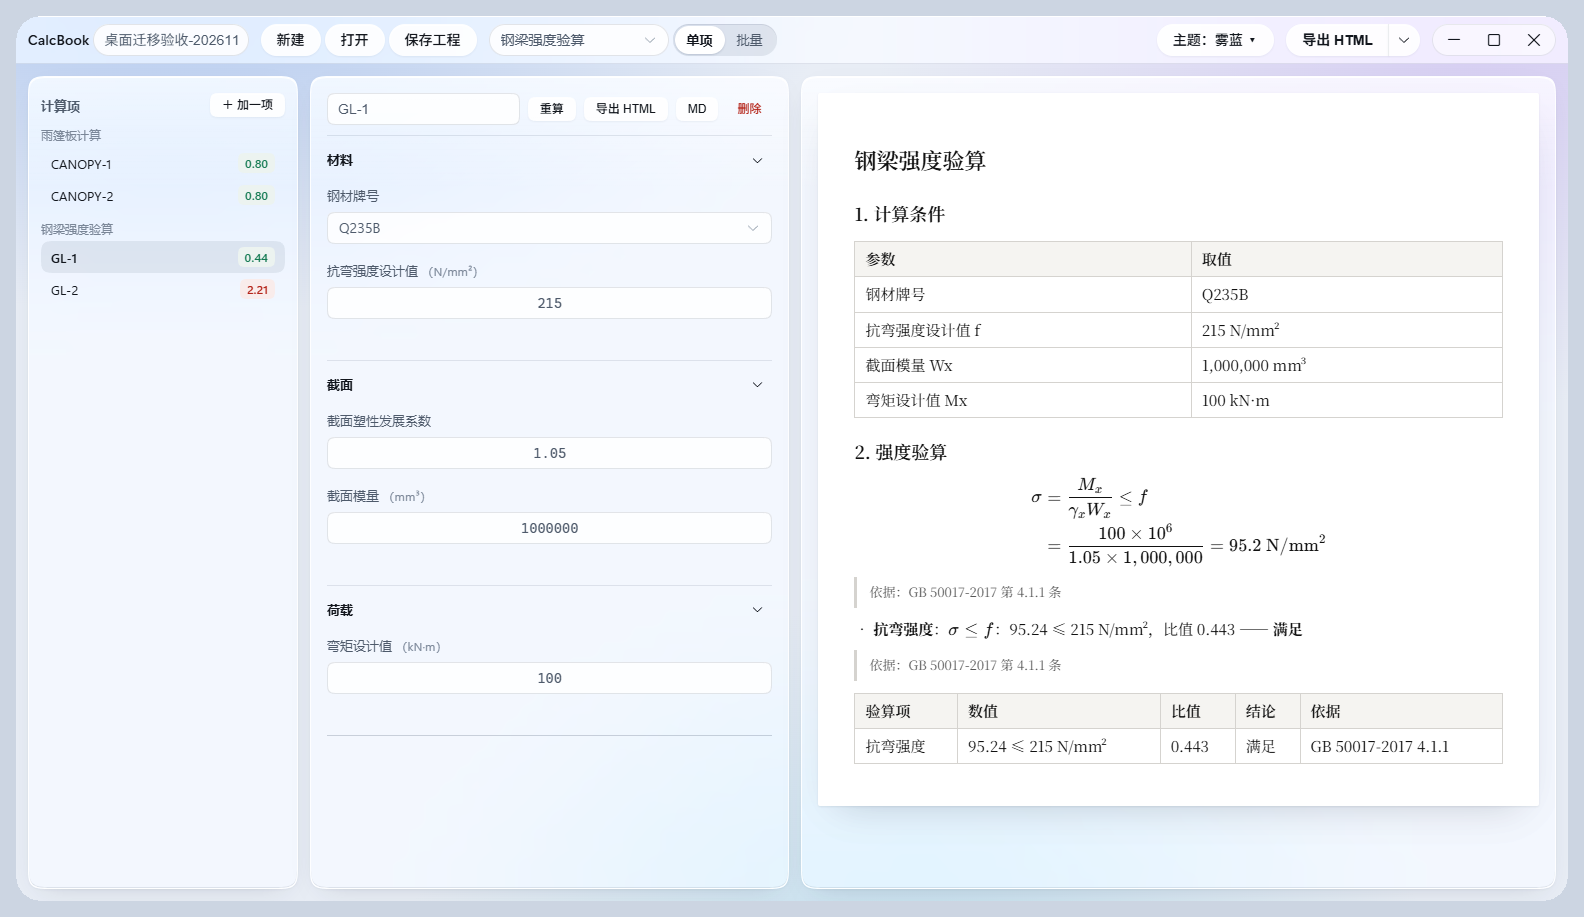 CalcBook
桌面迁移验收-202611
新建
打开
保存工程
钢梁强度验算
单项
批量
主题：雾蓝
导出 HTML
计算项
+ 加一项
雨篷板计算
CANOPY-1 0.80
CANOPY-2 0.80
钢梁强度验算
GL-1 0.44
GL-2 2.21
GL-1
重算
导出 HTML
MD
删除
材料
钢材牌号
Q235B
抗弯强度设计值 (N/mm²)
215
截面
截面塑性发展系数
1.05
截面模量 (mm³)
1000000
荷载
弯矩设计值 (kN·m)
100
钢梁强度验算
1. 计算条件
参数 取值
钢材牌号 Q235B
抗弯强度设计值 f 215 N/mm²
截面模量 Wx 1,000,000 mm³
弯矩设计值 Mx 100 kN·m
2. 强度验算
σ = Mₓ / γₓWₓ ≤ f
= 100 × 10⁶ / 1.05 × 1,000,000 = 95.2 N/mm²
依据：GB 50017-2017 第 4.1.1 条
· 抗弯强度：σ ≤ f：95.24 ⩽ 215 N/mm²，比值 0.443 —— 满足
依据：GB 50017-2017 第 4.1.1 条
验算项 数值 比值 结论 依据
抗弯强度 95.24 ⩽ 215 N/mm² 0.443 满足 GB 50017-2017 4.1.1